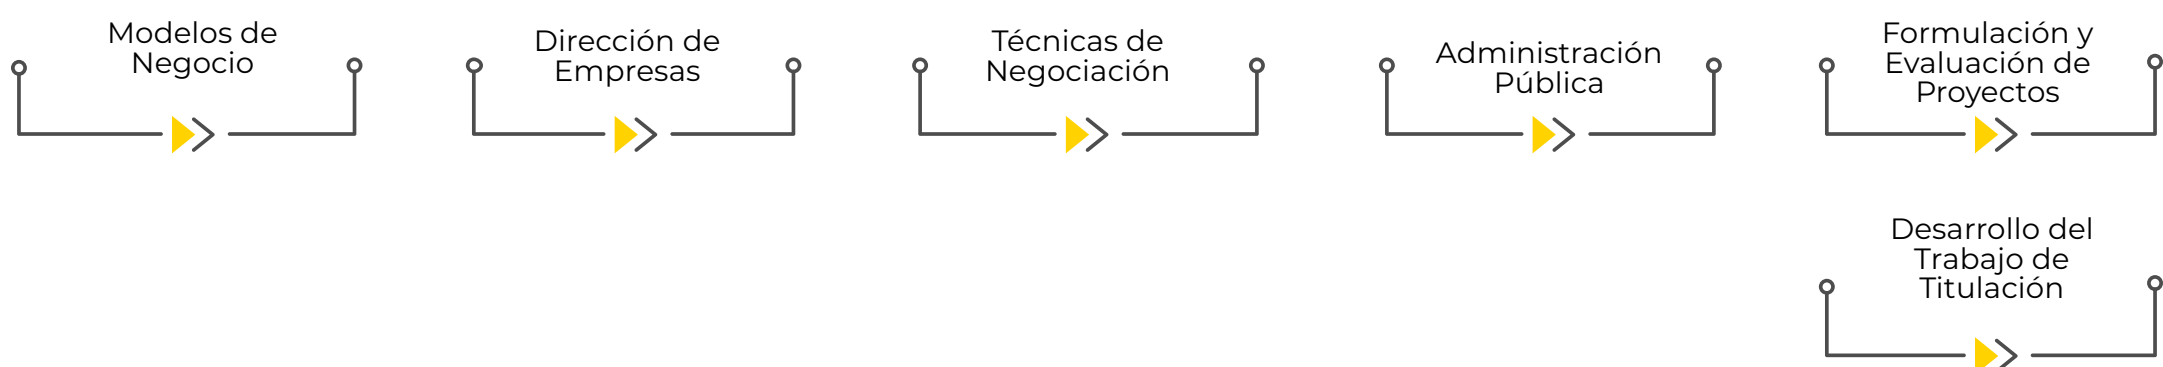 Modelos de
Negocio
Dirección de
Empresas
Técnicas de
Negociación
Administración
Pública
Formulación y
Evaluación de
Proyectos
Desarrollo del
Trabajo de
Titulación